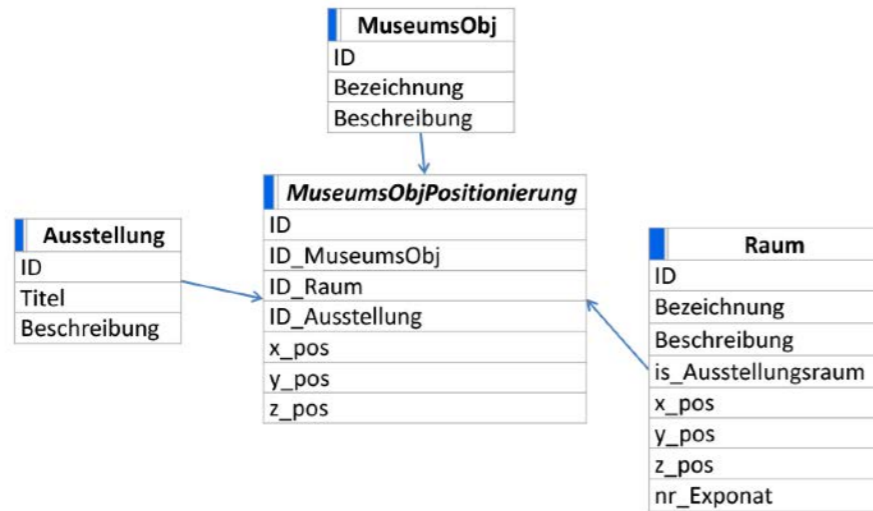 MuseumsObj
ID
Bezeichnung
Beschreibung
MuseumsObjPositionierung
ID
ID_MuseumsObj
ID_Raum
ID_Ausstellung
x_pos
y_pos
z_pos
Ausstellung
ID
Titel
Beschreibung
Raum
ID
Bezeichnung
Beschreibung
is_Ausstellungsraum
x_pos
y_pos
z_pos
nr_Exponat